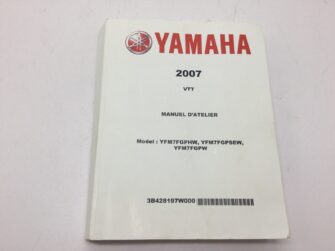 YAMAHA
2007
VTT
MANUEL D'ATELIER
Model : YFM7FGPHW, YFM7FGPSEW,
YFM7FGPW
3B428197W000